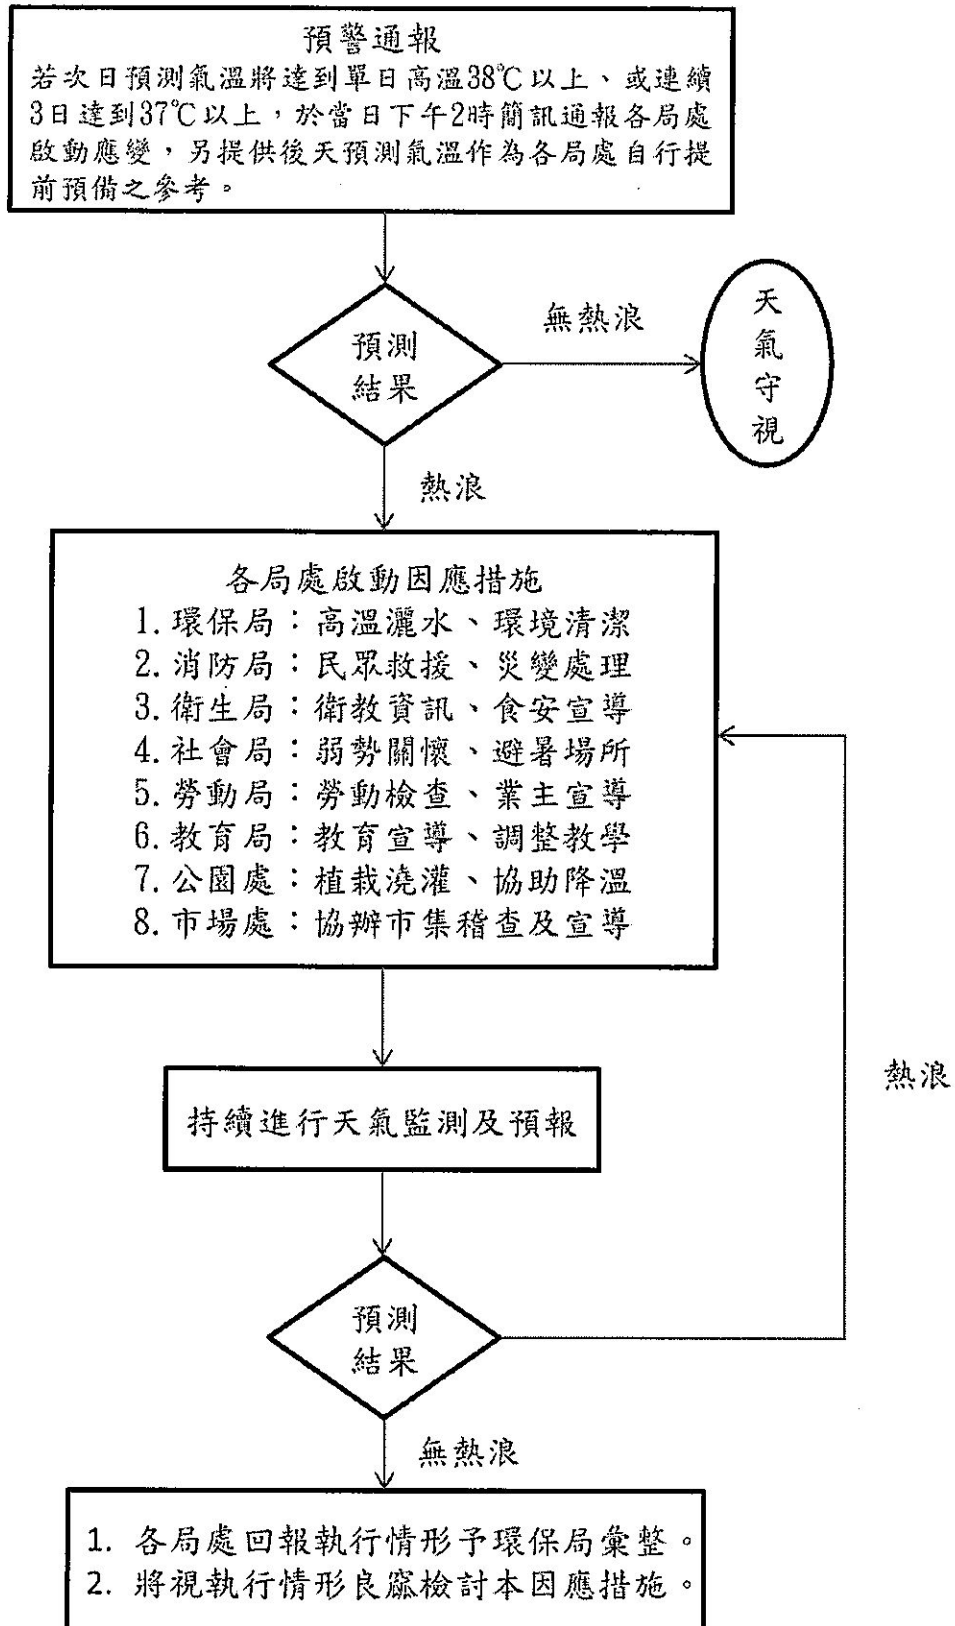 預警通報
若次日預測氣溫將達到單日高溫38℃以上、或連續
3日達到37℃以上，於當日下午2時簡訊通報各局處
啟動應變，另提供後天預測氣溫作為各局處自行提
前預備之參考。
預測
結果
無熱浪
天
氣
守
視
熱浪
各局處啟動因應措施
1. 環保局：高溫灑水、環境清潔
2. 消防局：民眾救援、災變處理
3. 衛生局：衛教資訊、食安宣導
4. 社會局：弱勢關懷、避暑場所
5. 勞動局：勞動檢查、業主宣導
6. 教育局：教育宣導、調整教學
7. 公園處：植栽澆灌、協助降溫
8. 市場處：協辦市集稽查及宣導
熱浪
持續進行天氣監測及預報
預測
結果
無熱浪
1. 各局處回報執行情形予環保局彙整。
2. 將視執行情形良窳檢討本因應措施。